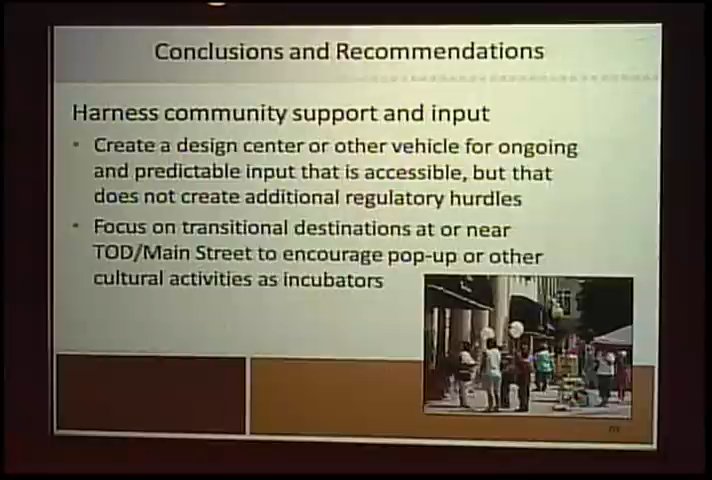 Conclusions and Recommendations
Harness community support and input
• Create a design center or other vehicle for ongoing
and predictable input that is accessible, but that
does not create additional regulatory hurdles
• Focus on transitional destinations at or near
TOD/Main Street to encourage pop-up or other
cultural activities as incubators